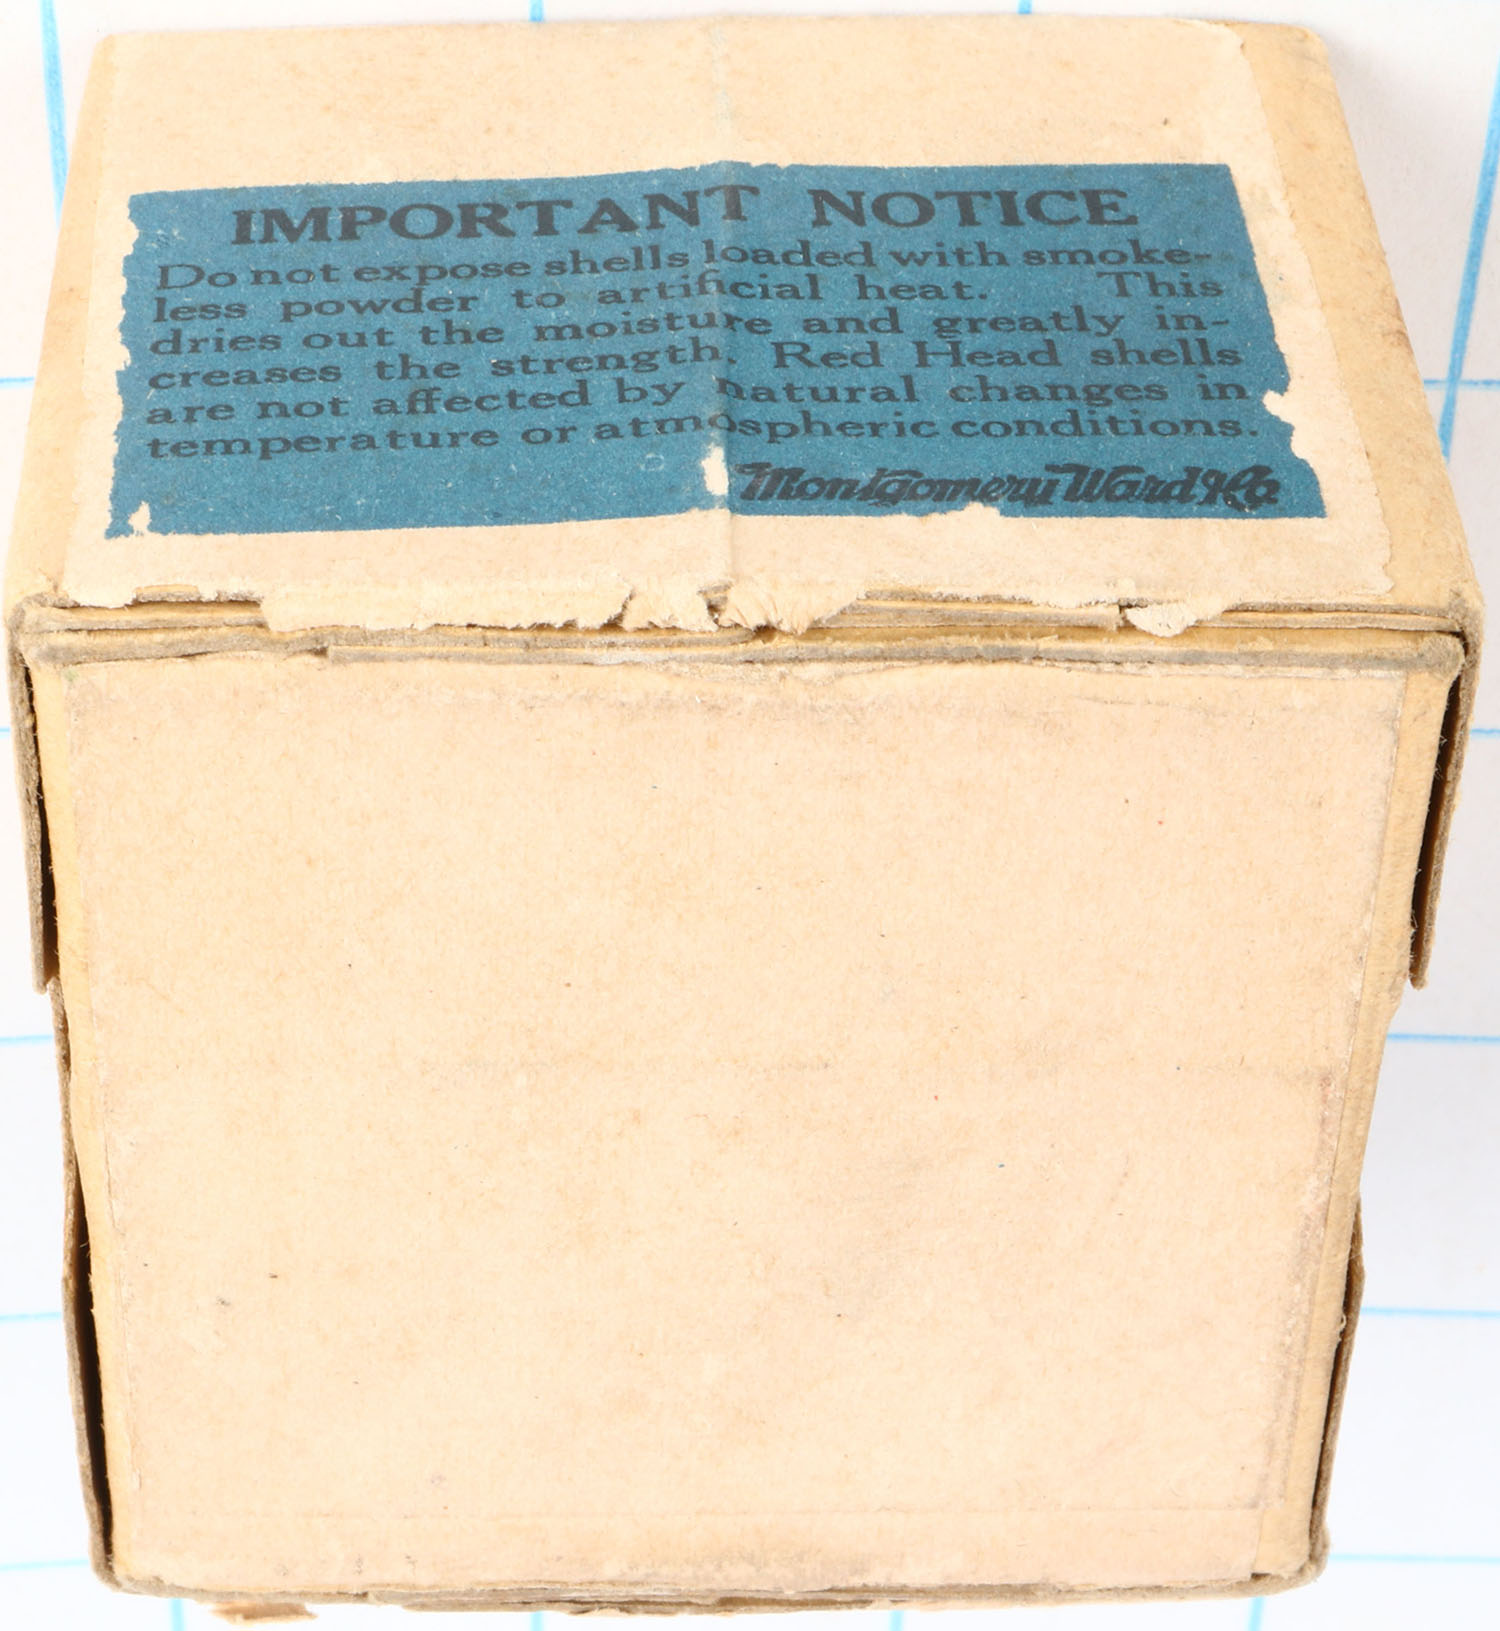 IMPORTANT NOTICE
Do not expose shells loaded with smoke-
less powder to artificial heat. This
dries out the moisture and greatly in-
creases the strength. Red Head shells
are not affected by natural changes in
temperature or atmospheric conditions.
Montgomery Ward & Co